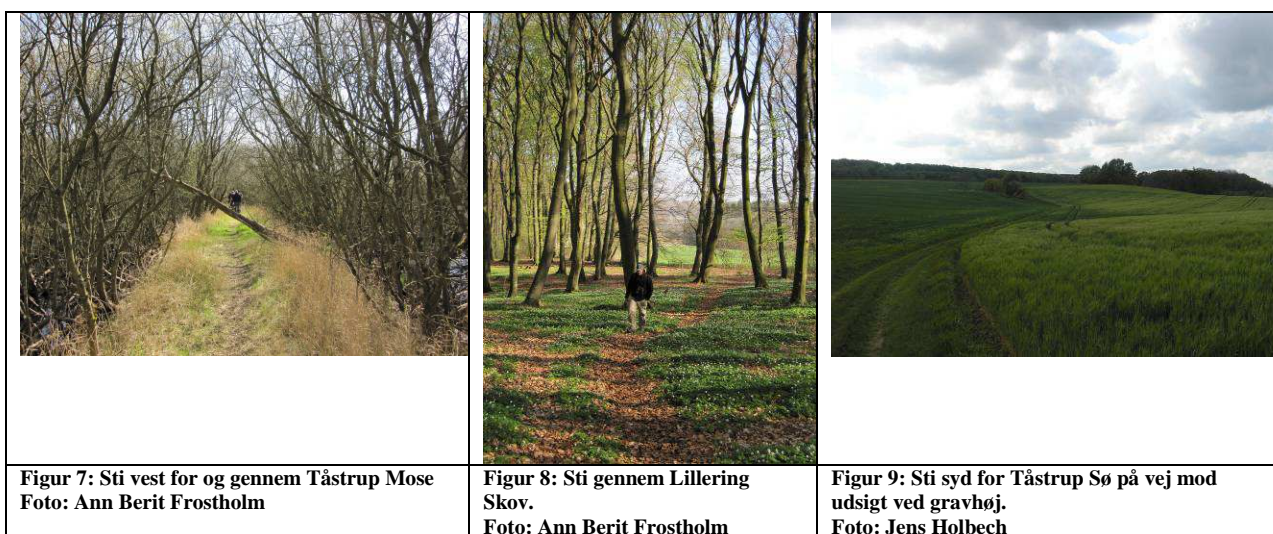 Figur 7: Sti vest for og gennem Tåstrup Mose
Foto: Ann Berit Frostholm
Figur 8: Sti gennem Lillering
Skov.
Foto: Ann Berit Frostholm
Figur 9: Sti syd for Tåstrup Sø på vej mod
udsigt ved gravhøj.
Foto: Jens Holbech